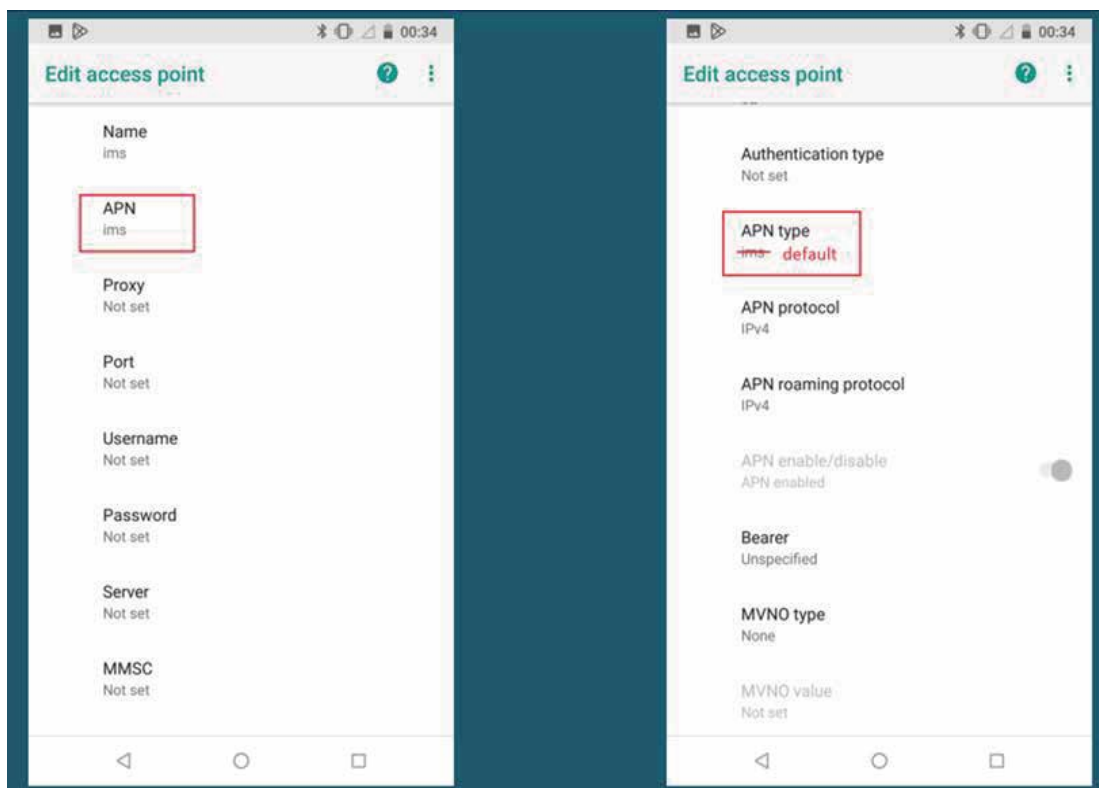 00:34
Edit access point
Name
ims
APN
ims
Proxy
Not set
Port
Not set
Username
Not set
Password
Not set
Server
Not set
MMSC
Not set
00:34
Edit access point
Authentication type
Not set
APN type
ims default
APN protocol
IPv4
APN roaming protocol
IPv4
APN enable/disable
APN enabled
Bearer
Unspecified
MVNO type
None
MVNO value
Not set